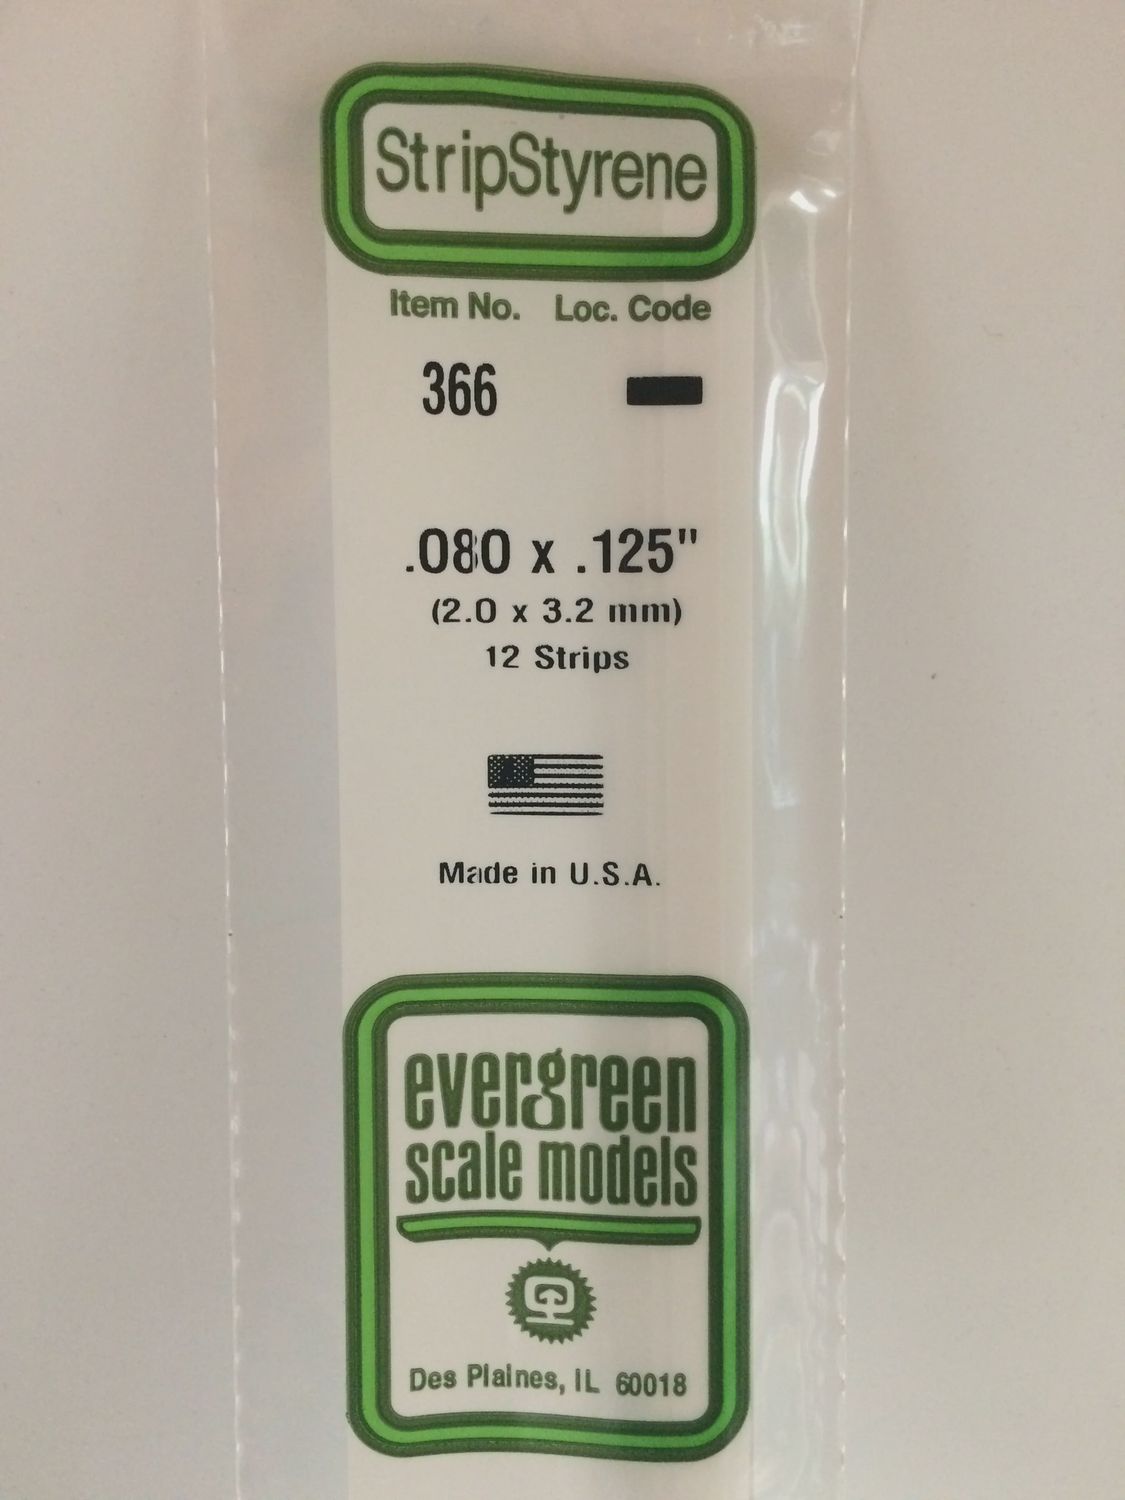 StripStyrene
Item No. Loc. Code
366
.080 x .125"
(2.0 x 3.2 mm)
12 Strips
Made in U.S.A.
evergreen
scale models
Des Plaines, IL 60018